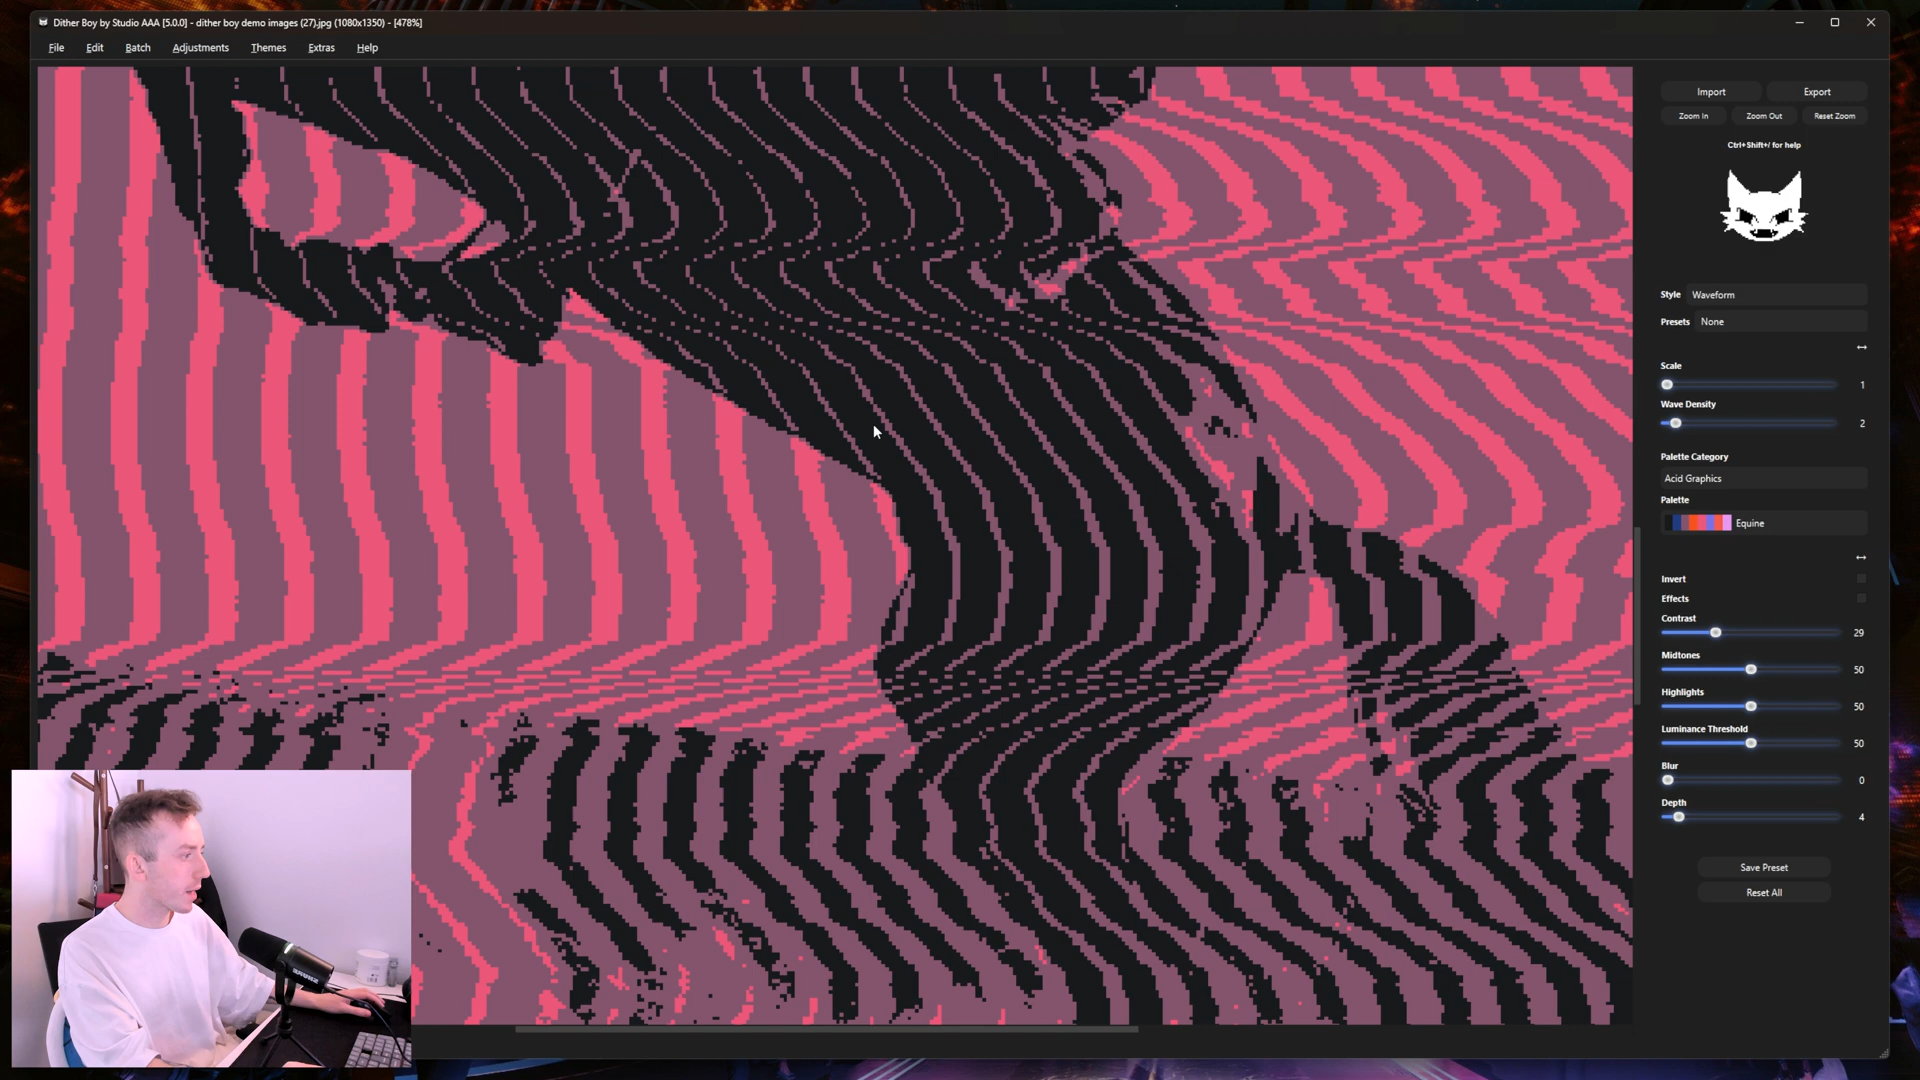 Dither Boy by Studio AAA [5.0.0] - dither boy demo images (27).jpg (1080x1350) - [478%]
File Edit Batch Adjustments Themes Extras Help
Import Export
Zoom In Zoom Out Reset Zoom
Ctrl+Shift+/ for help
Style Waveform
Presets None
Scale
1
Wave Density
2
Palette Category
Acid Graphics
Palette
Equine
Invert
Effects
Contrast
29
Midtones
50
Highlights
50
Luminance Threshold
50
Blur
0
Depth
4
Save Preset
Reset All